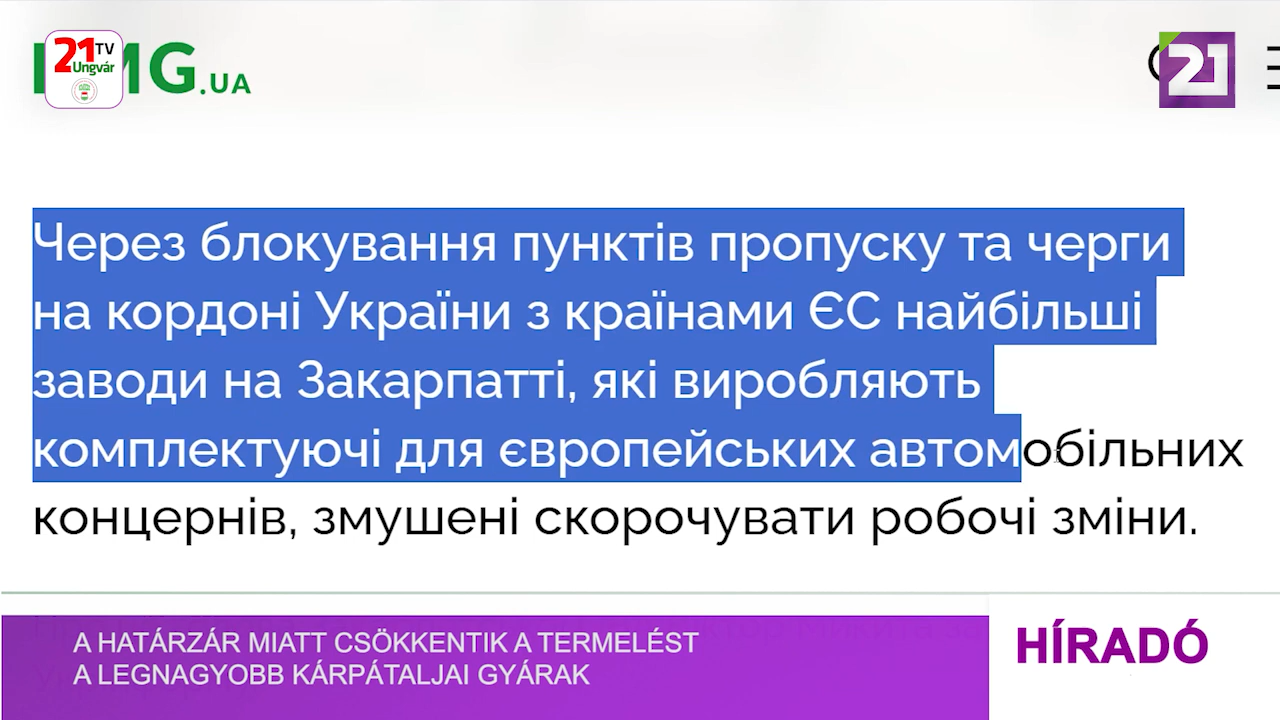 21 TV
Ungvár
MG.UA
21
Через блокування пунктів пропуску та черги
на кордоні України з країнами ЄС найбільші
заводи на Закарпатті, які виробляють
комплектуючі для європейських автомобільних
концернів, змушені скорочувати робочі зміни.
A HATÁRZÁR MIATT CSÖKKENTIK A TERMELÉST
A LEGNAGYOBB KÁRPÁTALJAI GYÁRAK
HÍRADÓ